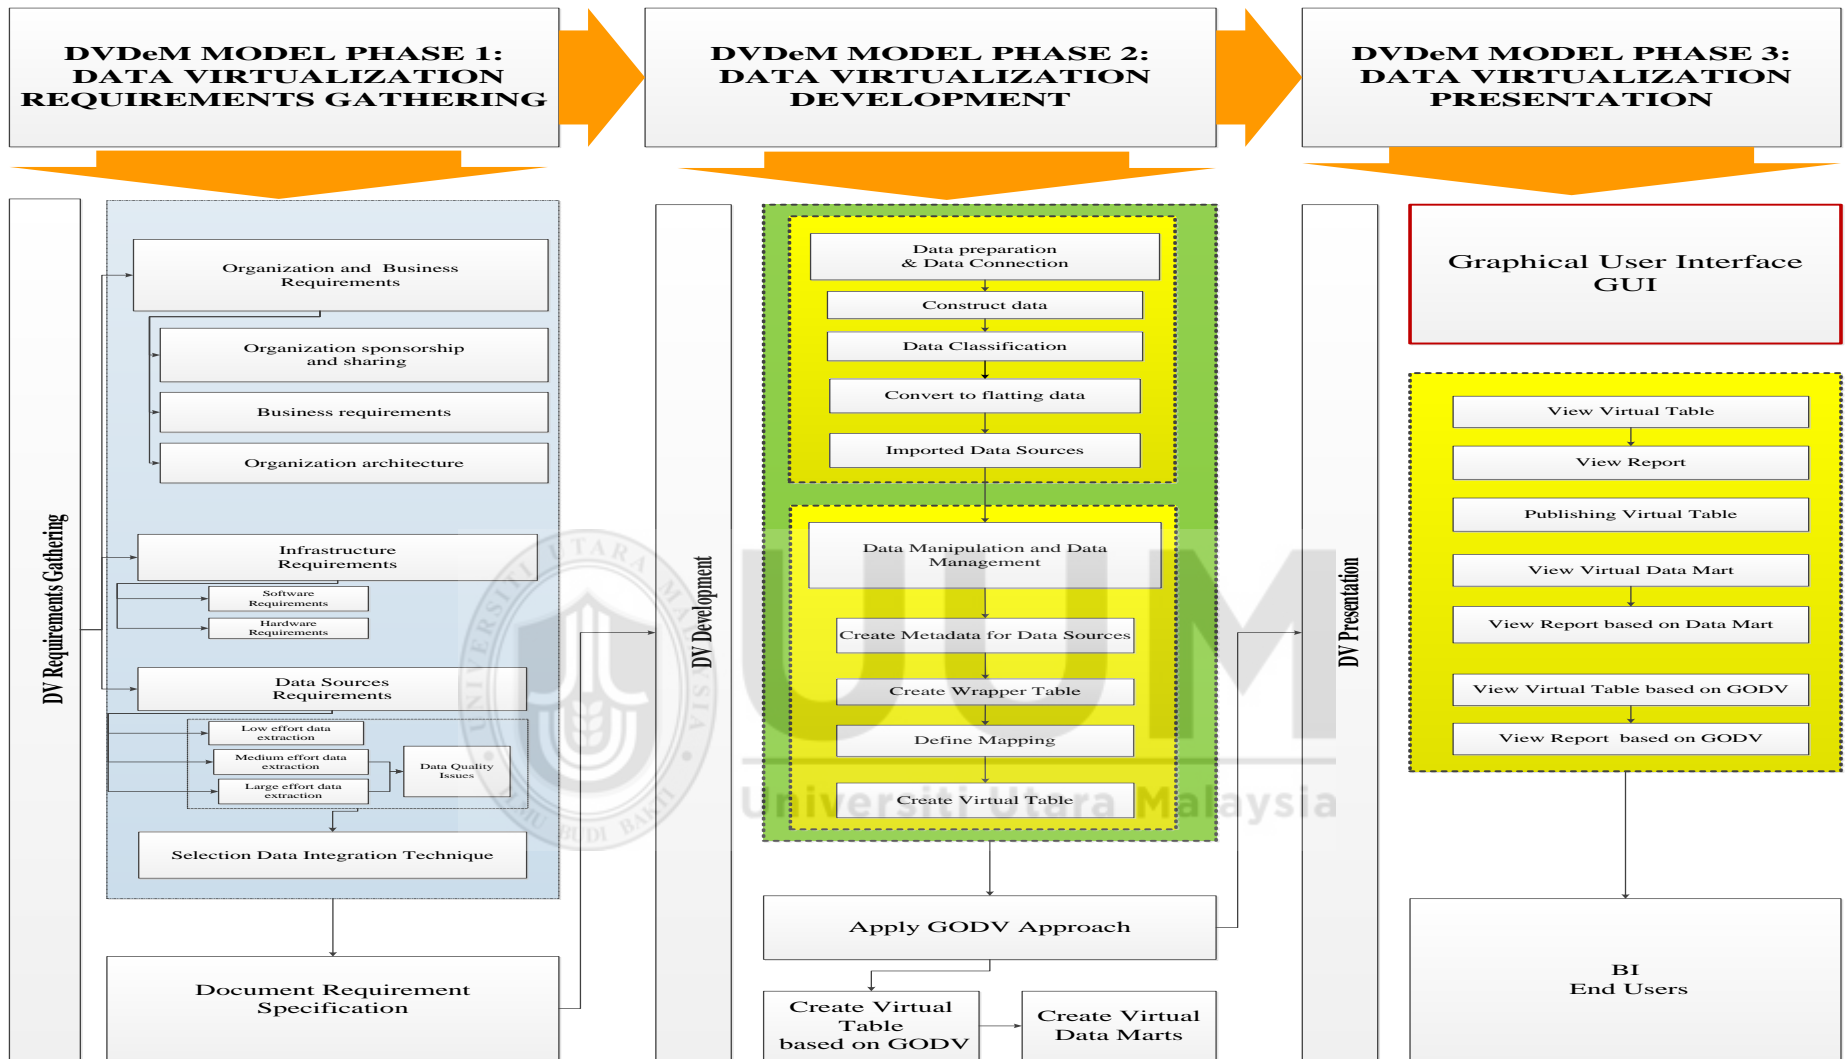 DVDeM MODEL PHASE 1:
DATA VIRTUALIZATION
REQUIREMENTS GATHERING
DVDeM MODEL PHASE 2:
DATA VIRTUALIZATION
DEVELOPMENT
DVDeM MODEL PHASE 3:
DATA VIRTUALIZATION
PRESENTATION
DV Requirements Gathering
Organization and Business
Requirements
Organization sponsorship
and sharing
Business requirements
Organization architecture
Infrastructure
Requirements
Software
Requirements
Hardware
Requirements
Data Sources
Requirements
Low effort data
extraction
Medium effort data
extraction
Large effort data
extraction
Data Quality
Issues
Selection Data Integration Technique
Document Requirement
Specification
DV Development
Data preparation
& Data Connection
Construct data
Data Classification
Convert to flatting data
Imported Data Sources
Data Manipulation and Data
Management
Create Metadata for Data Sources
Create Wrapper Table
Define Mapping
Create Virtual Table
Apply GODV Approach
Create Virtual
Table
based on GODV
Create Virtual
Data Marts
DV Presentation
Graphical User Interface
GUI
View Virtual Table
View Report
Publishing Virtual Table
View Virtual Data Mart
View Report based on Data Mart
View Virtual Table based on GODV
View Report based on GODV
BI
End Users
UNIVERSITI UTARA MALAYSIA
ILMU BUDI BAKTI
UUM
Universiti Utara Malaysia